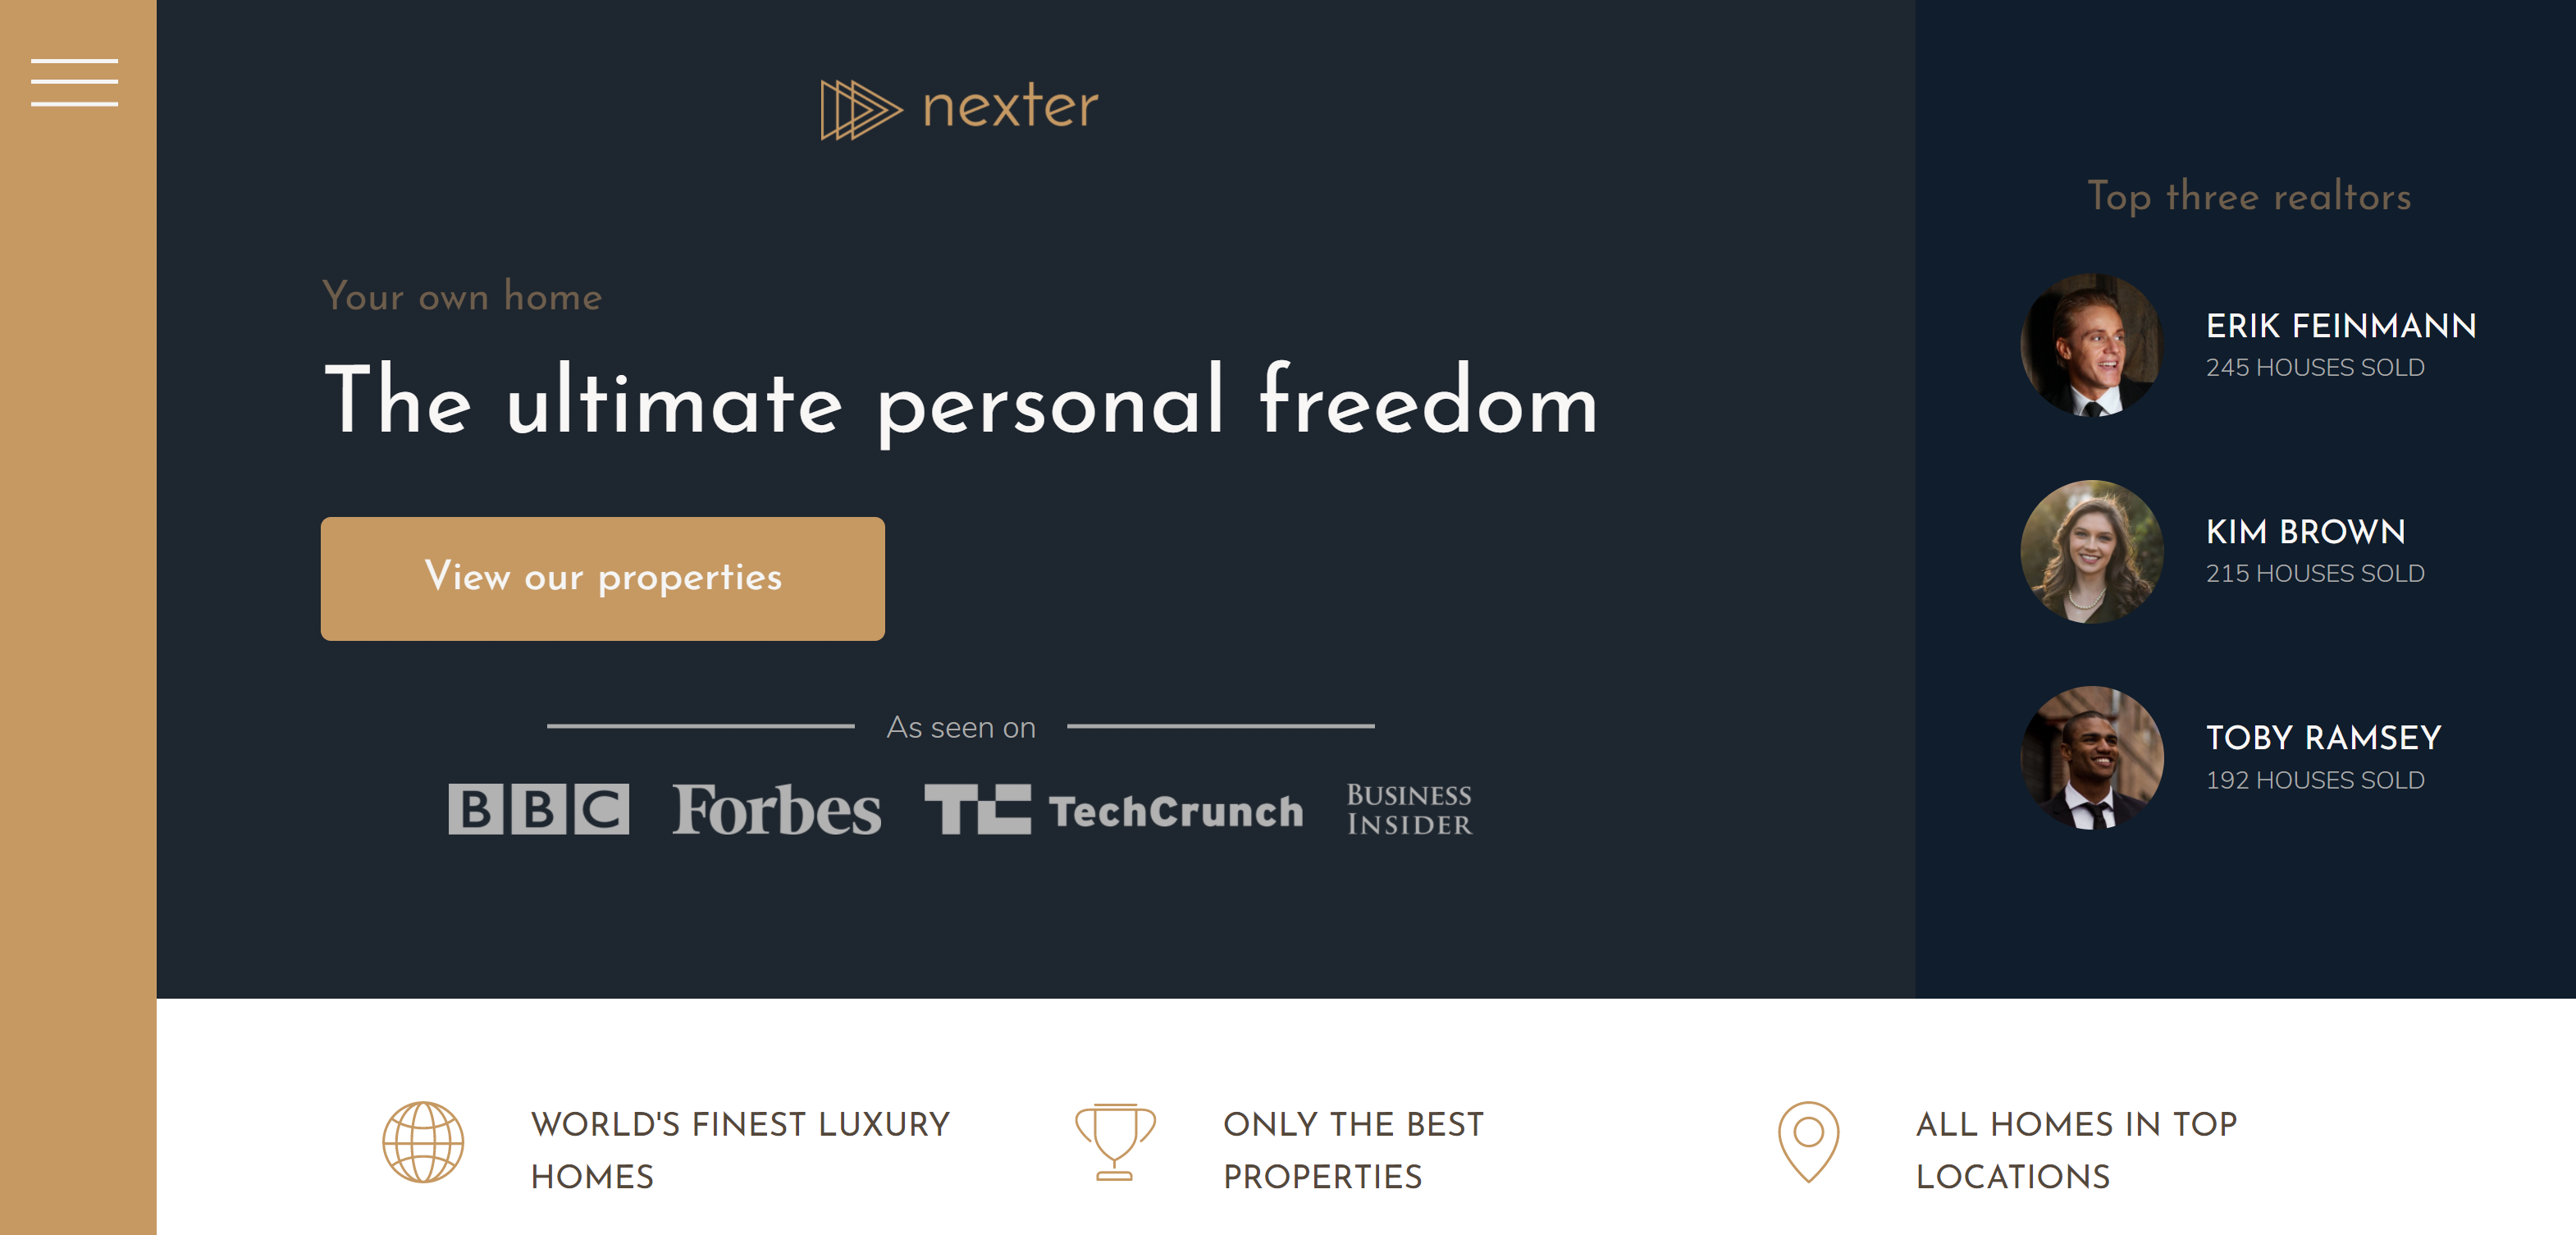 nexter
Your own home
The ultimate personal freedom
View our properties
As seen on
BBC Forbes TC TechCrunch BUSINESS INSIDER
Top three realtors
ERIK FEINMANN
245 HOUSES SOLD
KIM BROWN
215 HOUSES SOLD
TOBY RAMSEY
192 HOUSES SOLD
WORLD'S FINEST LUXURY
HOMES
ONLY THE BEST
PROPERTIES
ALL HOMES IN TOP
LOCATIONS